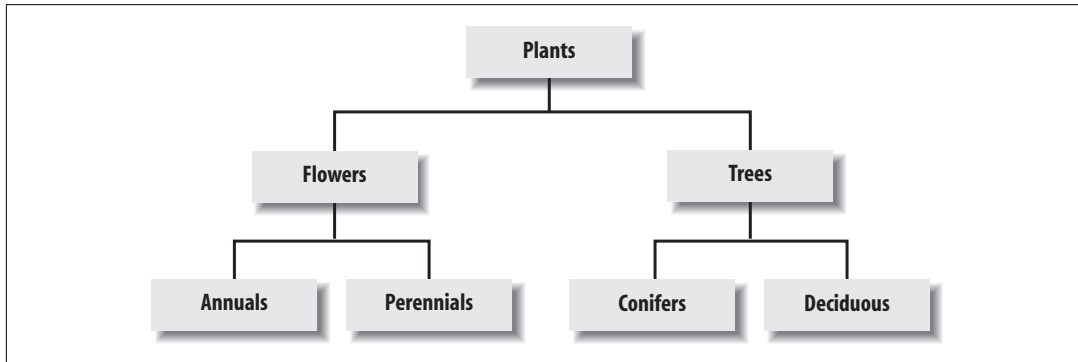 Plants
Flowers
Trees
Annuals
Perennials
Conifers
Deciduous